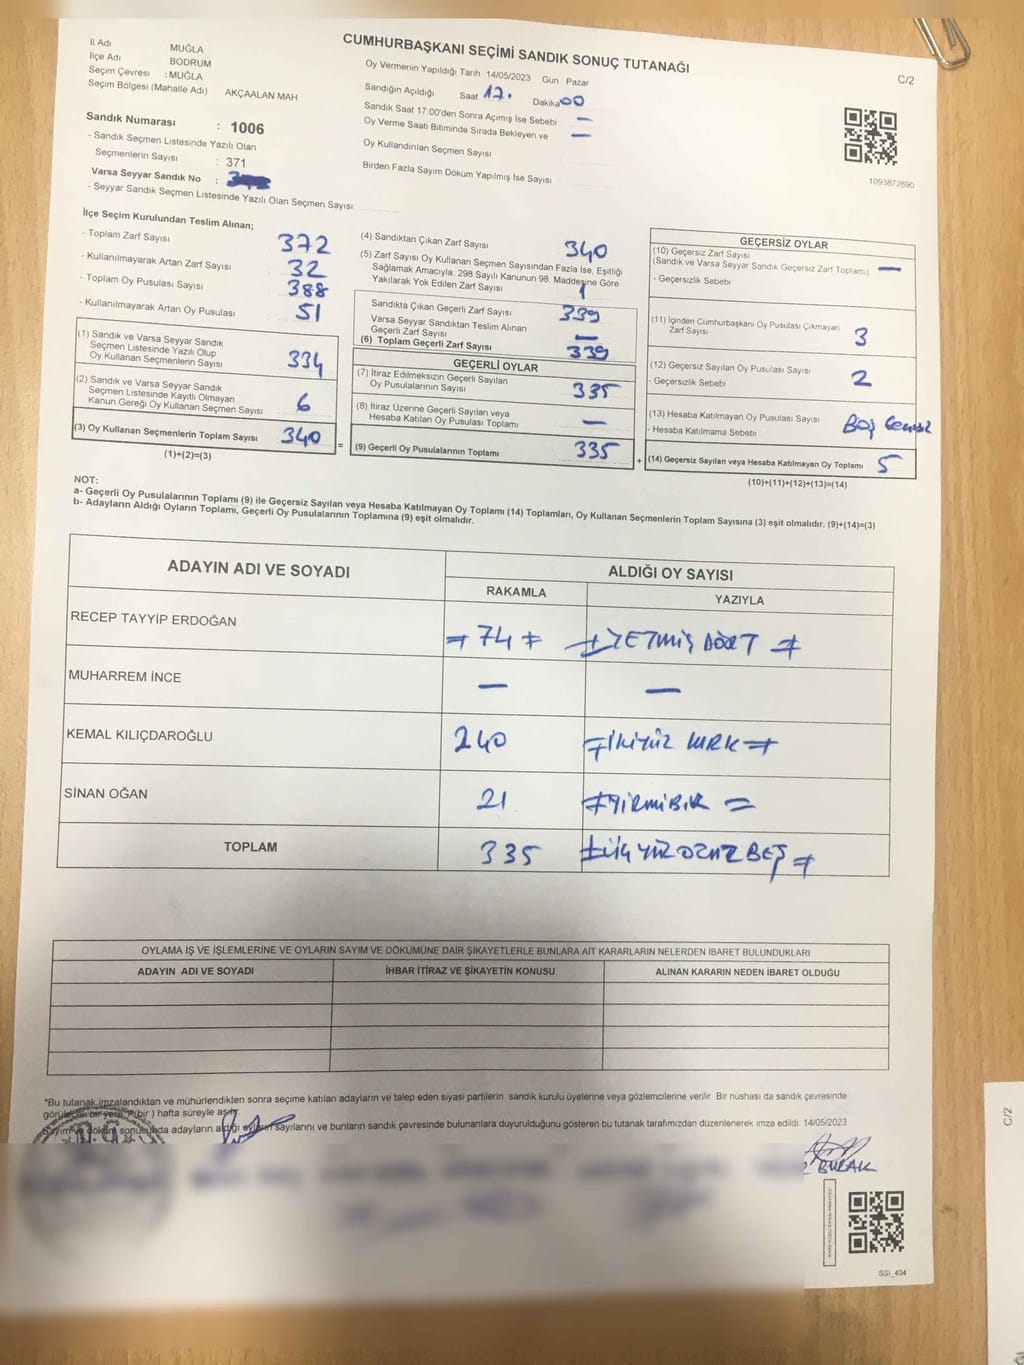 CUMHURBAŞKANI SEÇİMİ SANDIK SONUÇ TUTANAĞI
C/2
İl Adı MUĞLA
İlçe Adı BODRUM
Seçim Çevresi : MUĞLA
Seçim Bölgesi (Mahalle Adı) AKÇAALAN MAH.
Oy Vermenin Yapıldığı Tarih 14/05/2023 Gün Pazar
Sandığın Açıldığı Saat 17. Dakika 00
Sandık Saat 17:00'den Sonra Açılmış İse Sebebi —
Oy Verme Saati Bitiminde Sırada Bekleyen ve —
Oy Kullandırılan Seçmen Sayısı
Birden Fazla Sayım Döküm Yapılmış İse Sayısı
1093872690
Sandık Numarası : 1006
- Sandık Seçmen Listesinde Yazılı Olan
Seçmenlerin Sayısı : 371
Varsa Seyyar Sandık No :
- Seyyar Sandık Seçmen Listesinde Yazılı Olan Seçmen Sayısı:
İlçe Seçim Kurulundan Teslim Alınan;
- Toplam Zarf Sayısı 372
- Kullanılmayarak Artan Zarf Sayısı 32
- Toplam Oy Pusulası Sayısı 388
- Kullanılmayarak Artan Oy Pusulası 51
(1) Sandık ve Varsa Seyyar Sandık
Seçmen Listesinde Yazılı Olup
Oy Kullanan Seçmenlerin Sayısı 334
(2) Sandık ve Varsa Seyyar Sandık
Seçmen Listesinde Kayıtlı Olmayan
Kanun Gereği Oy Kullanan Seçmen Sayısı 6
(3) Oy Kullanan Seçmenlerin Toplam Sayısı 340 =
(1)+(2)=(3)
(4) Sandıktan Çıkan Zarf Sayısı 340
(5) Zarf Sayısı Oy Kullanan Seçmen Sayısından Fazla İse, Eşitliği
Sağlamak Amacıyla, 298 Sayılı Kanunun 98. Maddesine Göre
Yakılarak Yok Edilen Zarf Sayısı 1
Sandıkta Çıkan Geçerli Zarf Sayısı 339
Varsa Seyyar Sandıktan Teslim Alınan
Geçerli Zarf Sayısı —
(6) Toplam Geçerli Zarf Sayısı 339
GEÇERLİ OYLAR
(7) İtiraz Edilmeksizin Geçerli Sayılan
Oy Pusulalarının Sayısı 335
(8) İtiraz Üzerine Geçerli Sayılan veya
Hesaba Katılan Oy Pusulası Toplamı —
(9) Geçerli Oy Pusulalarının Toplamı 335 +
GEÇERSİZ OYLAR
(10) Geçersiz Zarf Sayısı
(Sandık ve Varsa Seyyar Sandık Geçersiz Zarf Toplamı) —
- Geçersizlik Sebebi
(11) İçinden Cumhurbaşkanı Oy Pusulası Çıkmayan
Zarf Sayısı 3
(12) Geçersiz Sayılan Oy Pusulası Sayısı 2
- Geçersizlik Sebebi
(13) Hesaba Katılmayan Oy Pusulası Sayısı
- Hesaba Katılmama Sebebi Boş
(14) Geçersiz Sayılan veya Hesaba Katılmayan Oy Toplamı 5
(10)+(11)+(12)+(13)=(14)
NOT:
a- Geçerli Oy Pusulalarının Toplamı (9) ile Geçersiz Sayılan veya Hesaba Katılmayan Oy Toplamı (14) Toplamları, Oy Kullanan Seçmenlerin Toplam Sayısına (3) eşit olmalıdır. (9)+(14)=(3)
b- Adayların Aldığı Oyların Toplamı, Geçerli Oy Pusulalarının Toplamına (9) eşit olmalıdır.
ADAYIN ADI VE SOYADI ALDIĞI OY SAYISI
RAKAMLA YAZIYLA
RECEP TAYYİP ERDOĞAN 74 YETMİŞ DÖRT
MUHARREM İNCE — —
KEMAL KILIÇDAROĞLU 240 İKİYÜZ KIRK
SİNAN OĞAN 21 YİRMİBİR
TOPLAM 335 ÜÇ YÜZ OTUZ BEŞ
OYLAMA İŞ VE İŞLEMLERİNE VE OYLARIN SAYIM VE DÖKÜMÜNE DAİR ŞİKAYETLERLE BUNLARA AİT KARARLARIN NELERDEN İBARET BULUNDUKLARI
ADAYIN ADI VE SOYADI İHBAR İTİRAZ VE ŞİKAYETİN KONUSU ALINAN KARARIN NEDEN İBARET OLDUĞU
*Bu tutanak imzalandıktan ve mühürlendikten sonra seçime katılan adayların ve talep eden siyasi partilerin sandık kurulu üyelerine veya gözlemcilerine verilir. Bir nüshası da sandık çevresinde
görülecek bir yere 1 (bir) hafta süreyle asılır.
Sayım ve döküm sonucunda adayların aldığı oyların sayılarını ve bunların sandık çevresinde bulunanlara duyurulduğunu gösteren bu tutanak tarafımızdan düzenlenerek imza edildi. 14/05/2023
BURAK
SSI_404
C/2